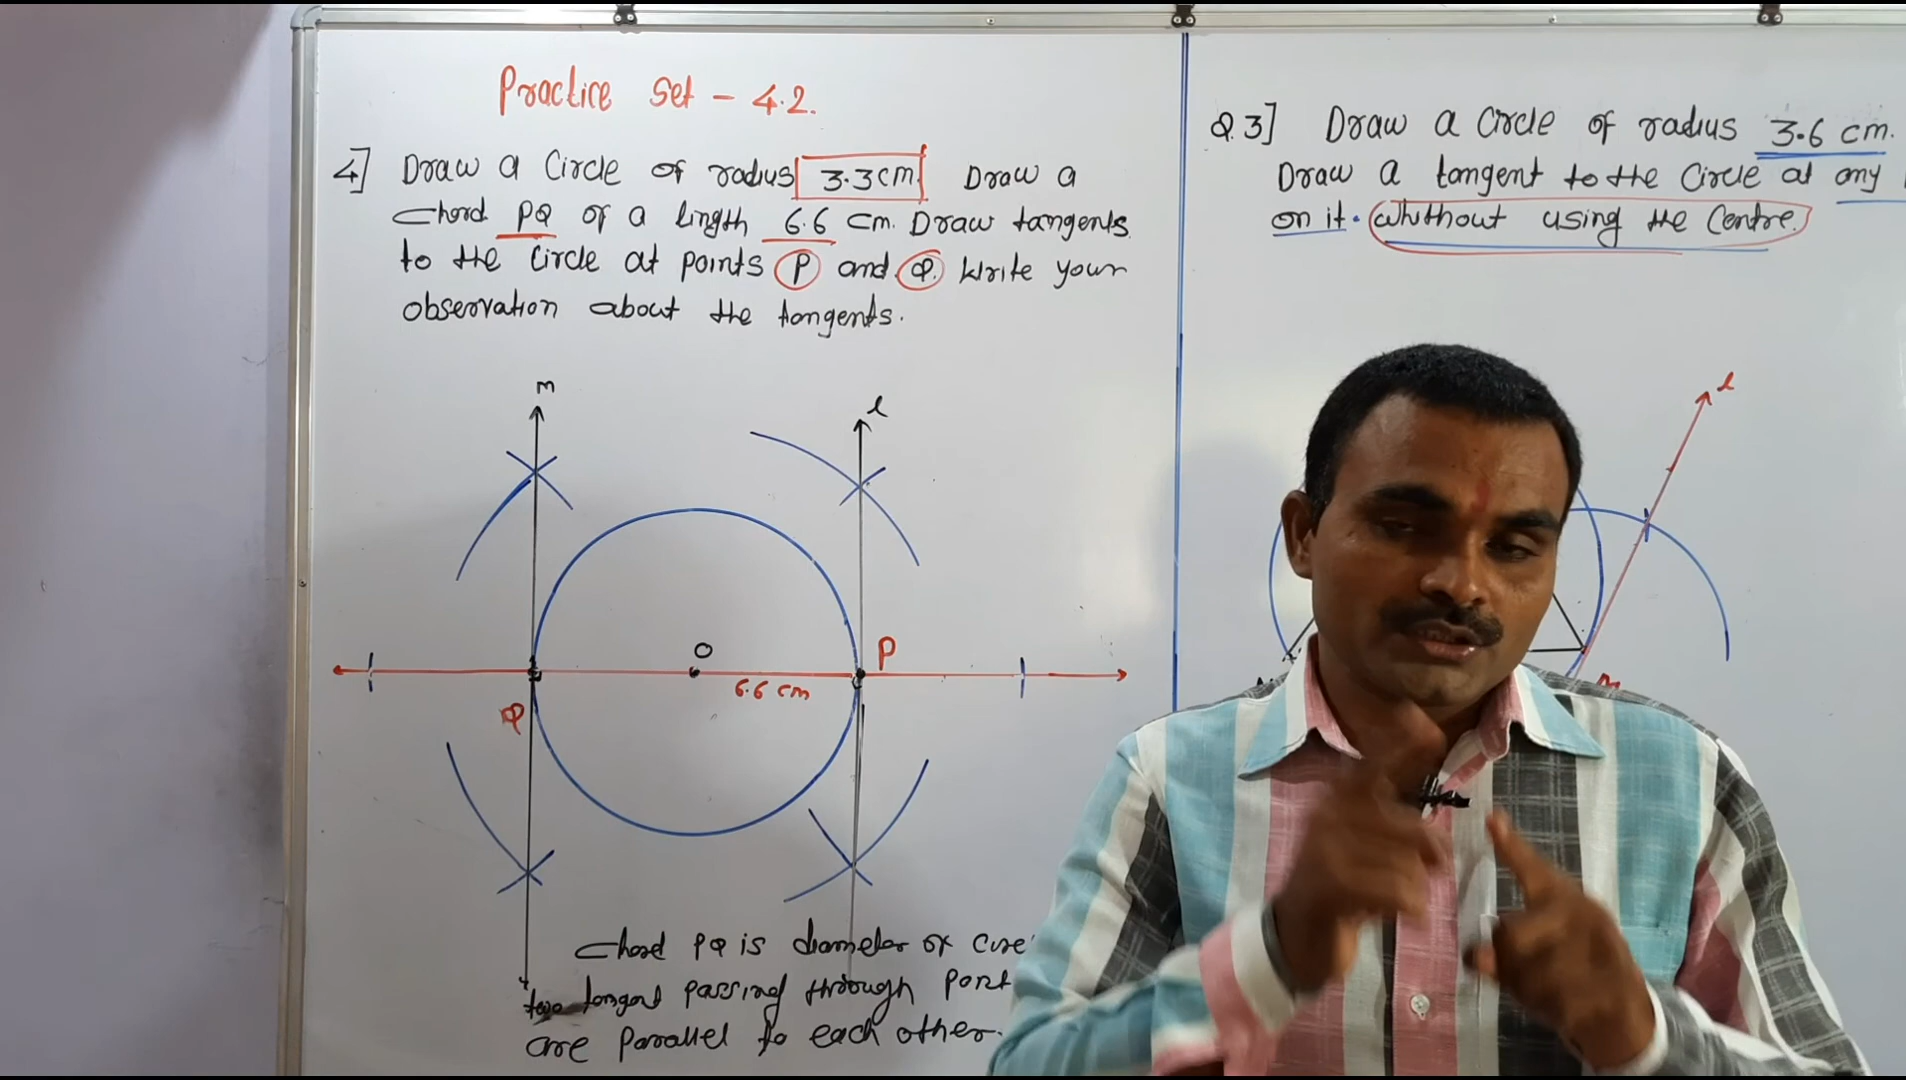 Practice Set - 4.2.
4] Draw a Circle of radius 3.3cm. Draw a
Chord PQ of a lingth 6.6 cm. Draw tangents
to the Circle at points P and Q. Write your
observation about the tangents.
m
l
O
P
6.6 cm
Q
Chord PQ is diameter of
two tangent passing through
are parallel to each other.
Q.3] Draw a Circle of radius 3.6 cm.
Draw a tangent to the Circle at any
on it. whithout using the Centre.
l